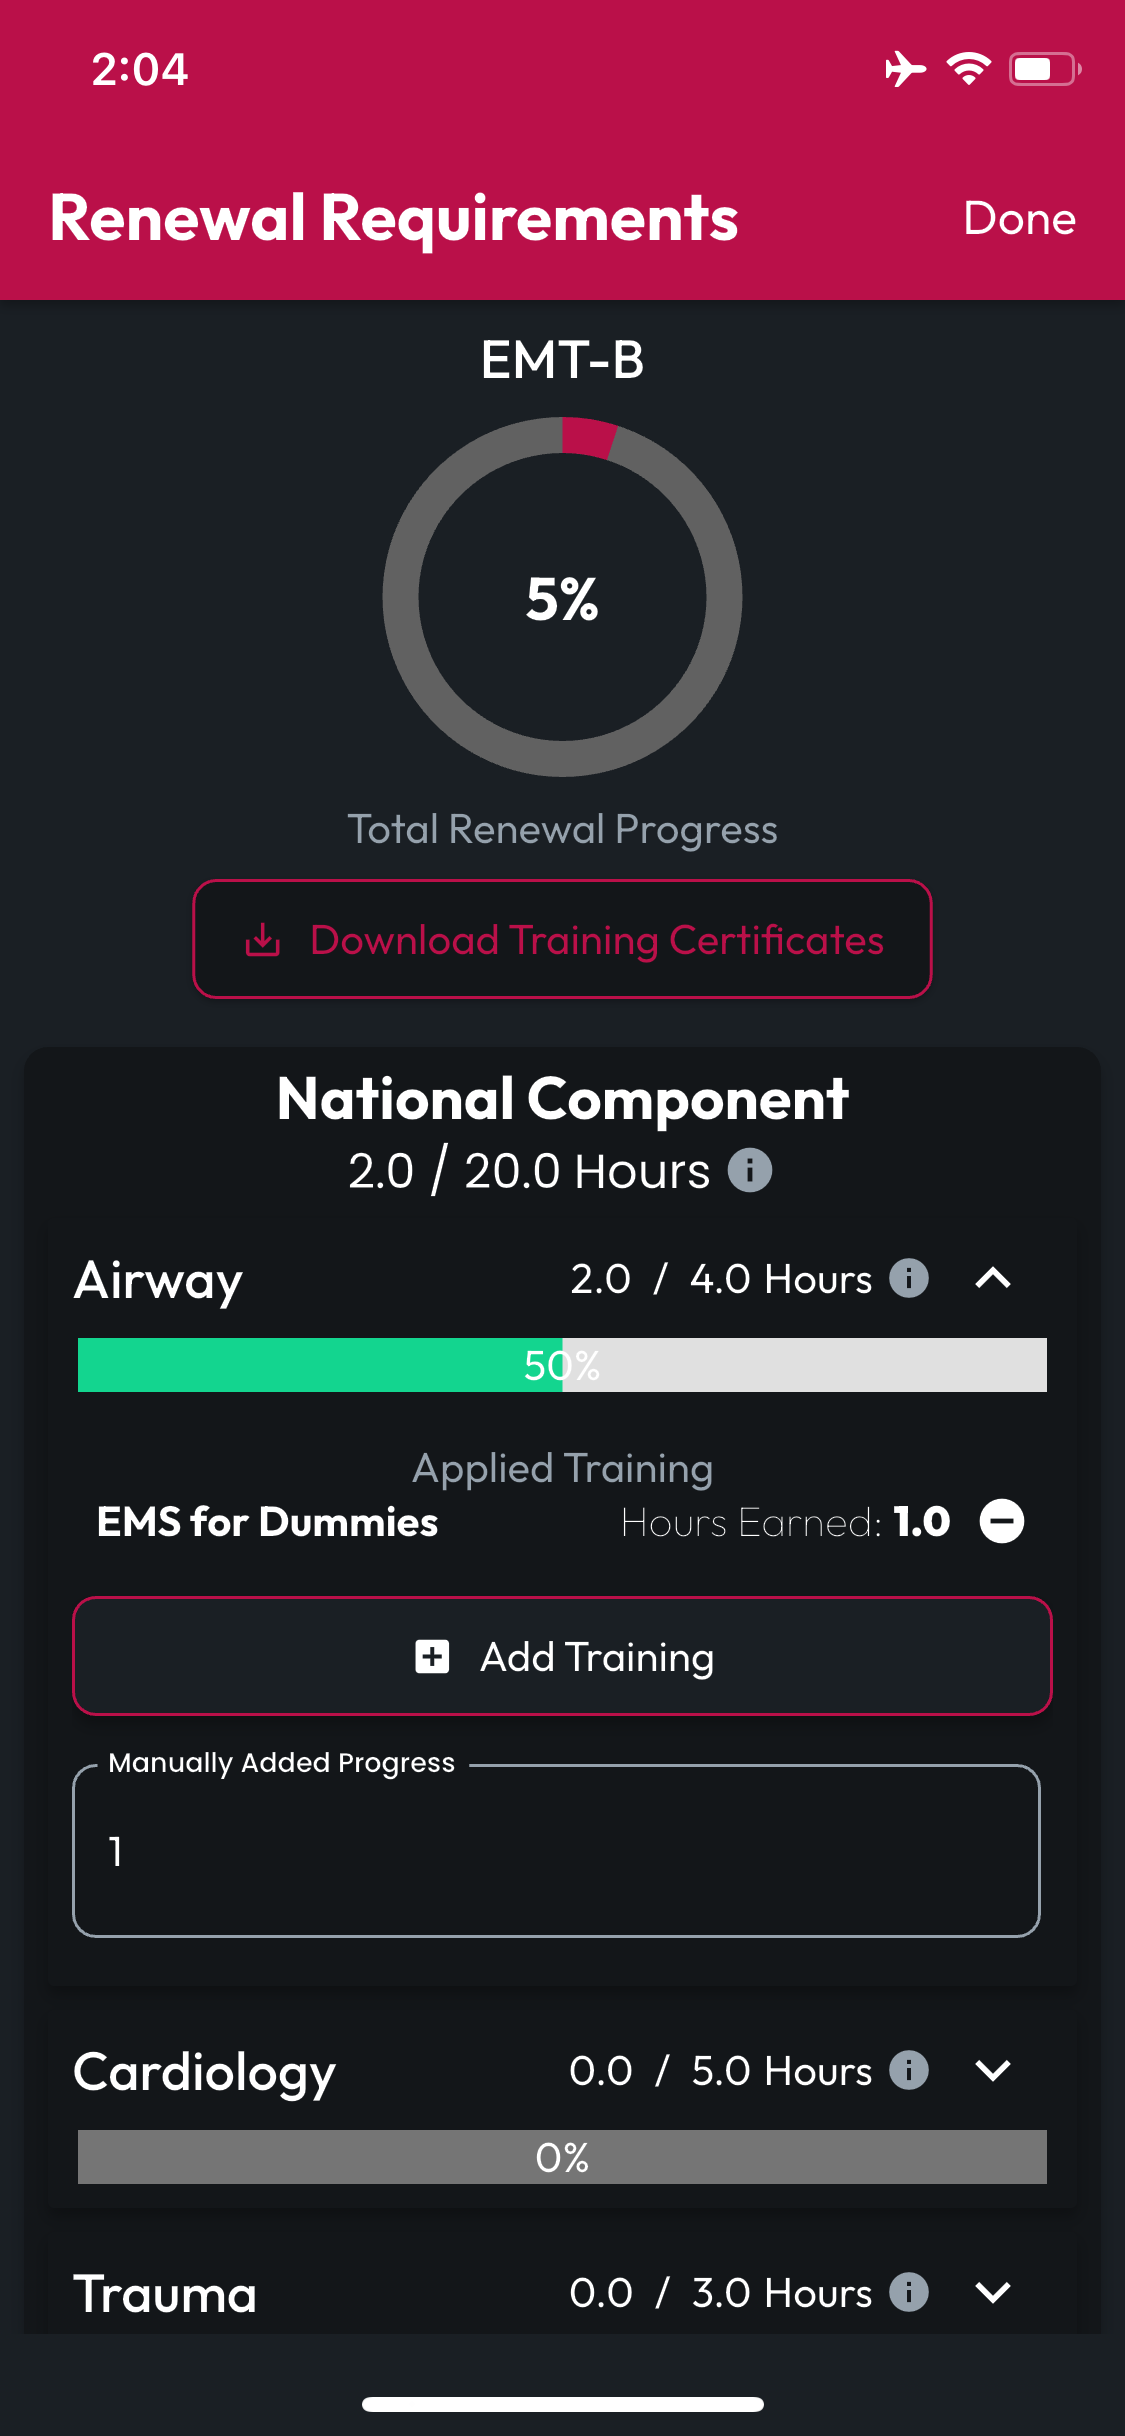 2:04
Renewal Requirements Done
EMT-B
5%
Total Renewal Progress
Download Training Certificates
National Component
2.0 / 20.0 Hours
Airway 2.0 / 4.0 Hours
50%
Applied Training
EMS for Dummies Hours Earned: 1.0
Add Training
Manually Added Progress
1
Cardiology 0.0 / 5.0 Hours
0%
Trauma 0.0 / 3.0 Hours